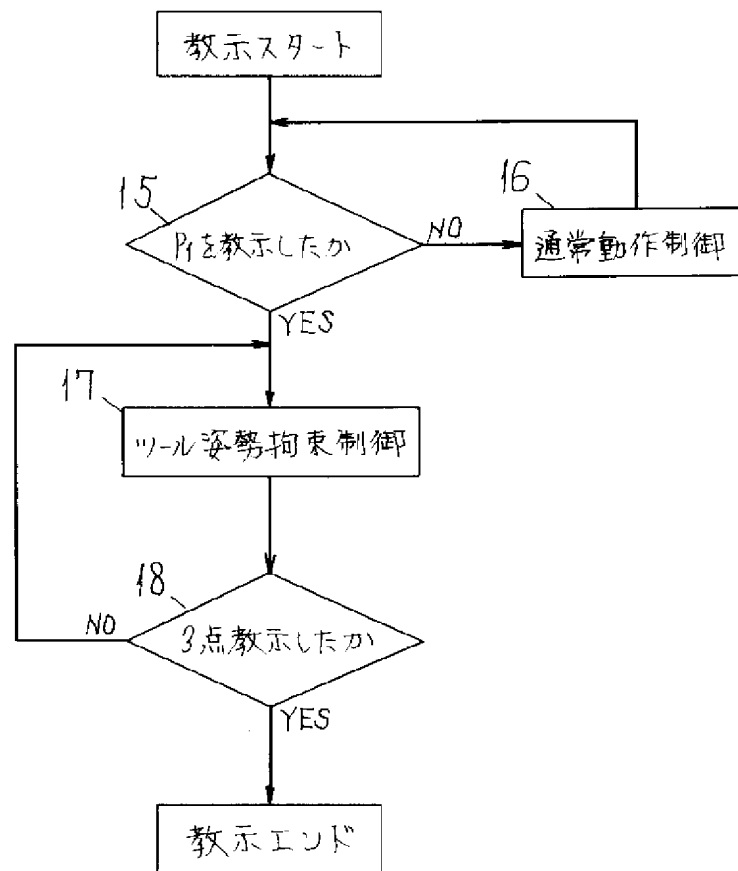 教示スタート
15
P1を教示したか
NO
16
通常動作制御
YES
17
ツール姿勢拘束制御
18
3点教示したか
NO
YES
教示エンド